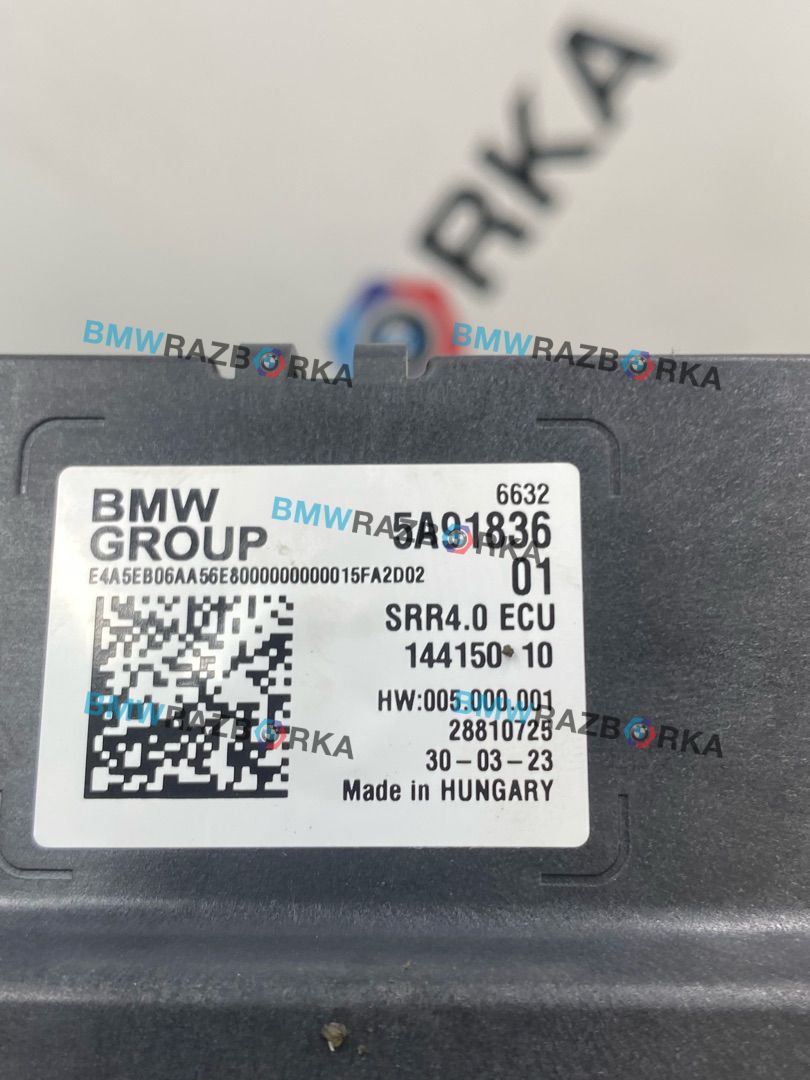 RKA
BMWRAZBORKA
BMWRAZBORKA
BMW
GROUP
6632
5A91836
01
BMWRAZBORKA
E4A5EB06AA56E8000000000015FA2D02
SRR4.0 ECU
144150 10
HW:005.000.001
28810725
30-03-23
Made in HUNGARY
BMWRAZBORKA
BMWRAZBORKA